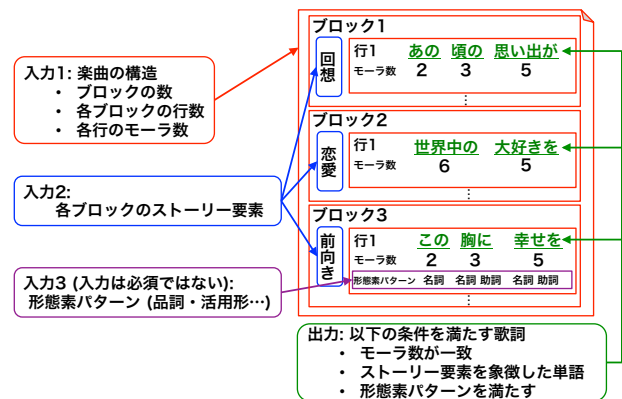 入力1: 楽曲の構造
• ブロックの数
• 各ブロックの行数
• 各行のモーラ数
入力2:
各ブロックのストーリー要素
入力3 (入力は必須ではない):
形態素パターン (品詞・活用形…)
ブロック1
回想
行1 あの 頃の 思い出が
モーラ数 2 3 5
⋮
ブロック2
恋愛
行1 世界中の 大好きを
モーラ数 6 5
⋮
ブロック3
前向き
行1 この 胸に 幸せを
モーラ数 2 3 5
形態素パターン 名詞 名詞 助詞 名詞 助詞
⋮
出力: 以下の条件を満たす歌詞
• モーラ数が一致
• ストーリー要素を象徴した単語
• 形態素パターンを満たす